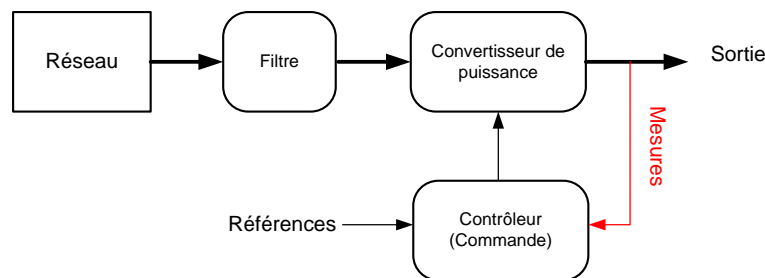 Réseau
Filtre
Convertisseur de
puissance
Sortie
Mesures
Références
Contrôleur
(Commande)